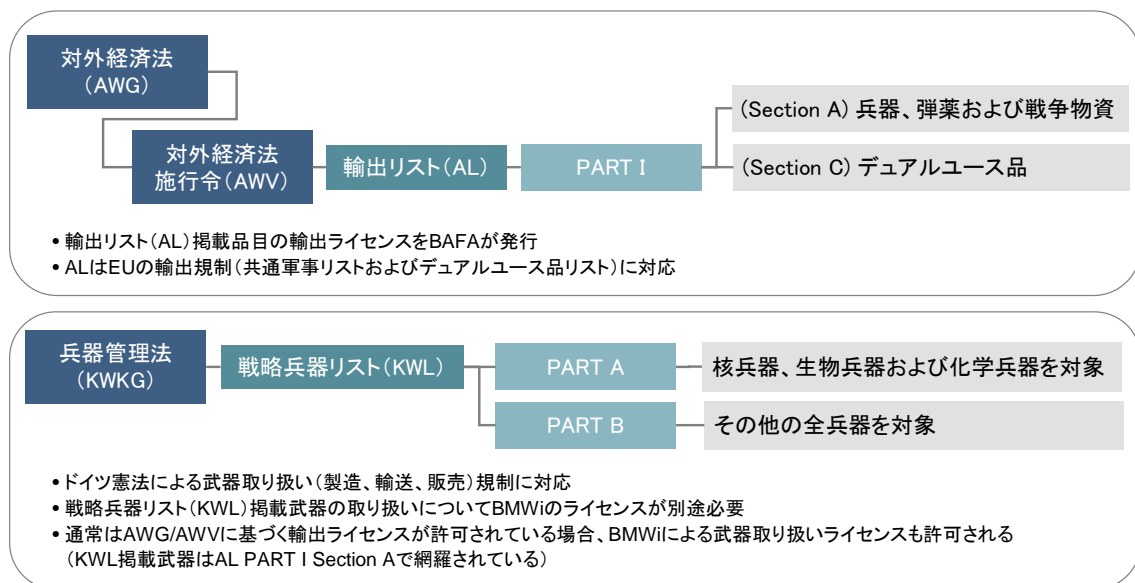 対外経済法
(AWG)
対外経済法
施行令(AWV)
輸出リスト(AL)
PART I
(Section A) 兵器、弾薬および戦争物資
(Section C) デュアルユース品
• 輸出リスト(AL)掲載品目の輸出ライセンスをBAFAが発行
• ALはEUの輸出規制(共通軍事リストおよびデュアルユース品リスト)に対応
兵器管理法
(KWKG)
戦略兵器リスト(KWL)
PART A
核兵器、生物兵器および化学兵器を対象
PART B
その他の全兵器を対象
• ドイツ憲法による武器取り扱い(製造、輸送、販売)規制に対応
• 戦略兵器リスト(KWL)掲載武器の取り扱いについてBMWiのライセンスが別途必要
• 通常はAWG/AWVに基づく輸出ライセンスが許可されている場合、BMWiによる武器取り扱いライセンスも許可される
(KWL掲載武器はAL PART I Section Aで網羅されている)